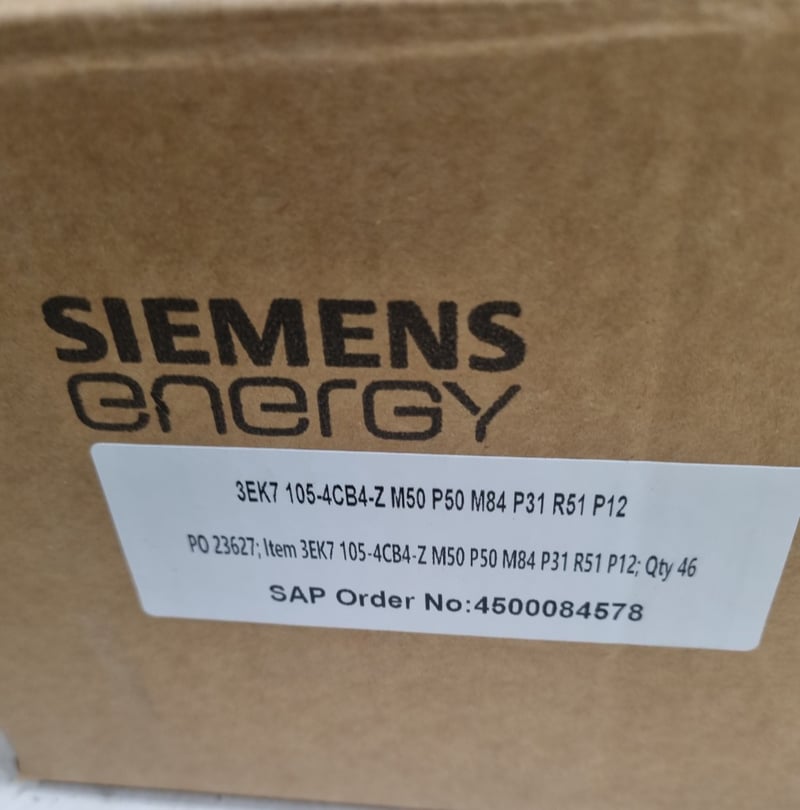 SIEMENS
energy
3EK7 105-4CB4-Z M50 P50 M84 P31 R51 P12
PO 23627; Item 3EK7 105-4CB4-Z M50 P50 M84 P31 R51 P12; Qty 46
SAP Order No:4500084578